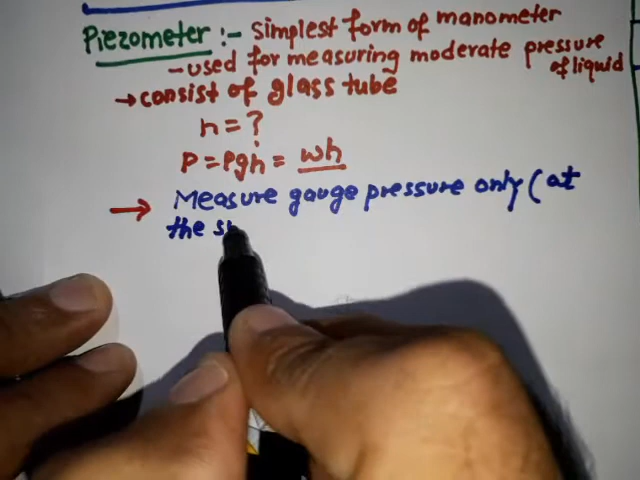 Piezometer :- simplest form of manometer
- used for measuring moderate pressure
of liquid
→ consist of glass tube
h = ?
P = ρgh = wh
→ Measure gauge pressure only (at
the